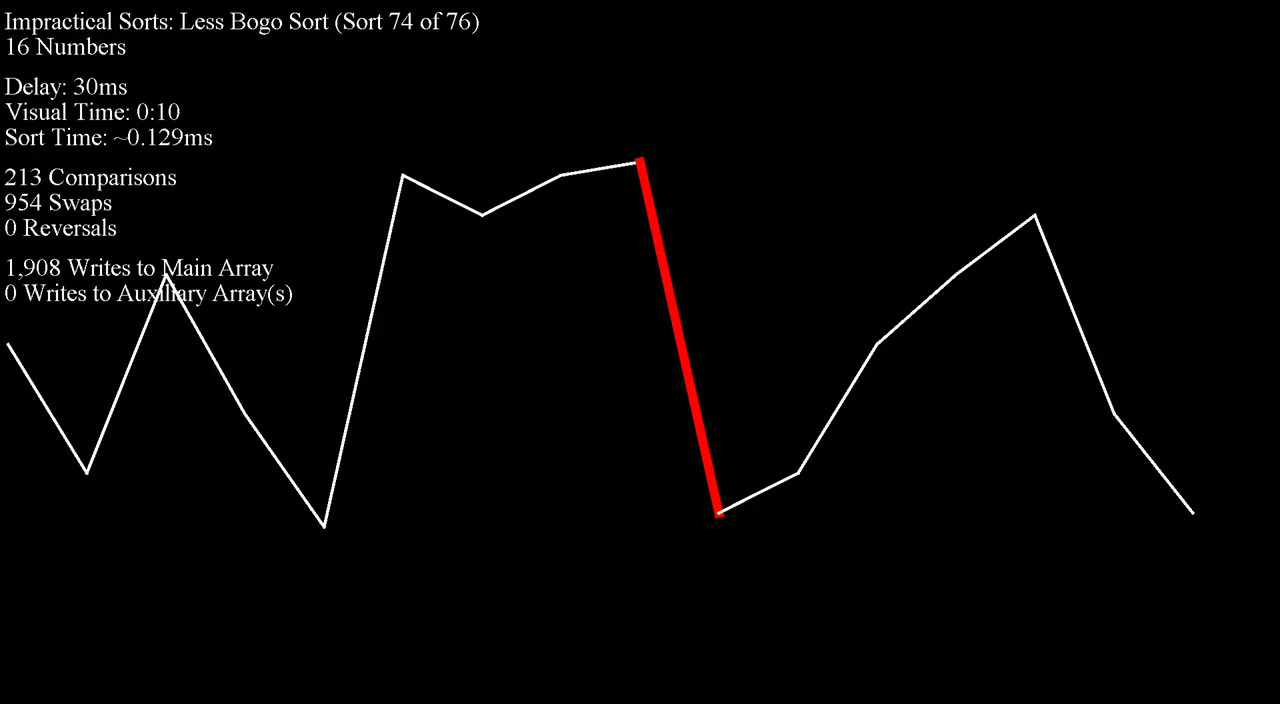 Impractical Sorts: Less Bogo Sort (Sort 74 of 76)
16 Numbers
Delay: 30ms
Visual Time: 0:10
Sort Time: ~0.129ms
213 Comparisons
954 Swaps
0 Reversals
1,908 Writes to Main Array
0 Writes to Auxiliary Array(s)